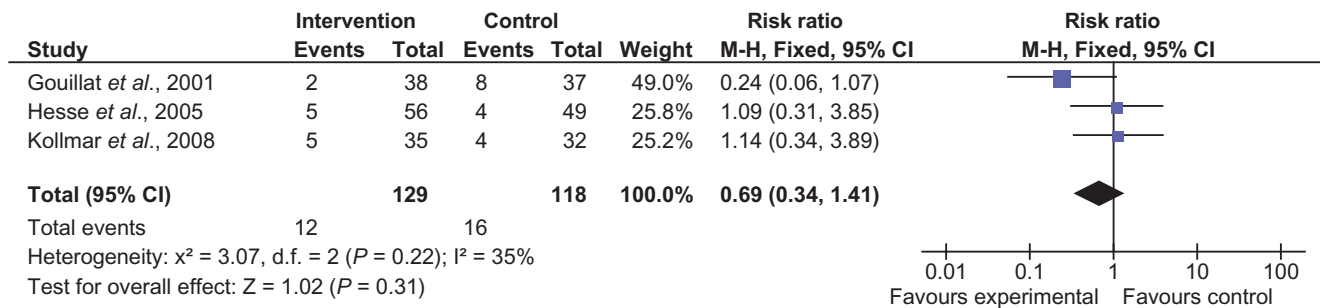 Intervention Control Risk ratio Risk ratio
Study Events Total Events Total Weight M-H, Fixed, 95% CI M-H, Fixed, 95% CI
Gouillat et al., 2001 2 38 8 37 49.0% 0.24 (0.06, 1.07)
Hesse et al., 2005 5 56 4 49 25.8% 1.09 (0.31, 3.85)
Kollmar et al., 2008 5 35 4 32 25.2% 1.14 (0.34, 3.89)
Total (95% CI) 129 118 100.0% 0.69 (0.34, 1.41)
Total events 12 16
Heterogeneity: x² = 3.07, d.f. = 2 (P = 0.22); I² = 35%
Test for overall effect: Z = 1.02 (P = 0.31)
0.01 0.1 1 10 100
Favours experimental Favours control